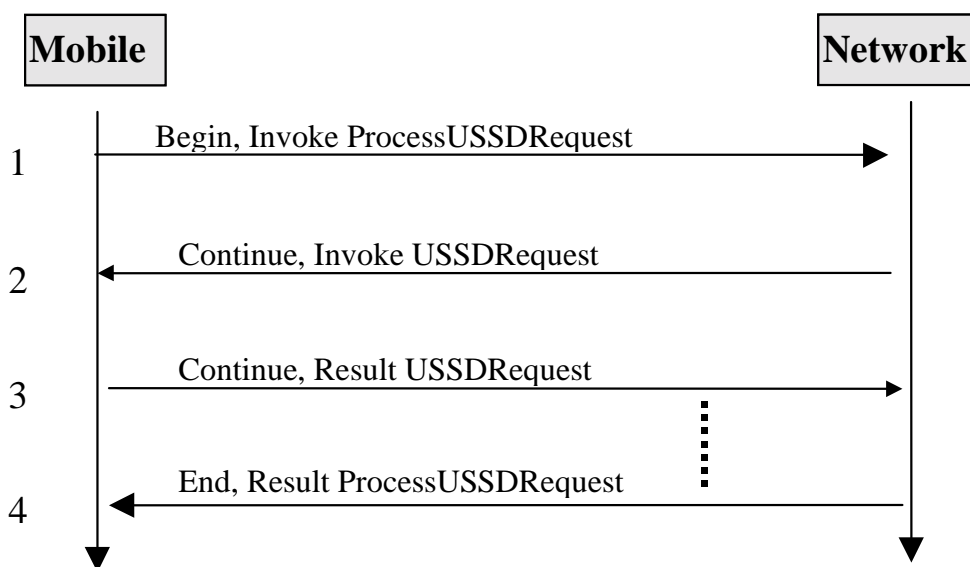 Mobile
Network
1
Begin, Invoke ProcessUSSDRequest
2
Continue, Invoke USSDRequest
3
Continue, Result USSDRequest
4
End, Result ProcessUSSDRequest